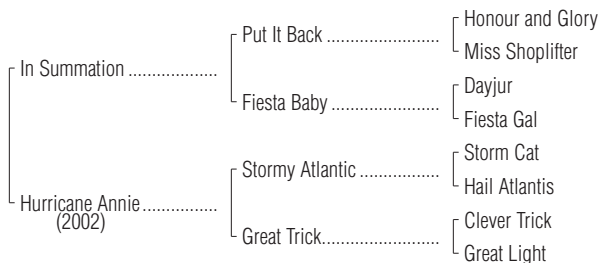 Honour and Glory
Put It Back ........................
Miss Shoplifter
In Summation ..................
Dayjur
Fiesta Baby .......................
Fiesta Gal
Storm Cat
Stormy Atlantic .................
Hail Atlantis
Hurricane Annie ...............
(2002)
Clever Trick
Great Trick.........................
Great Light